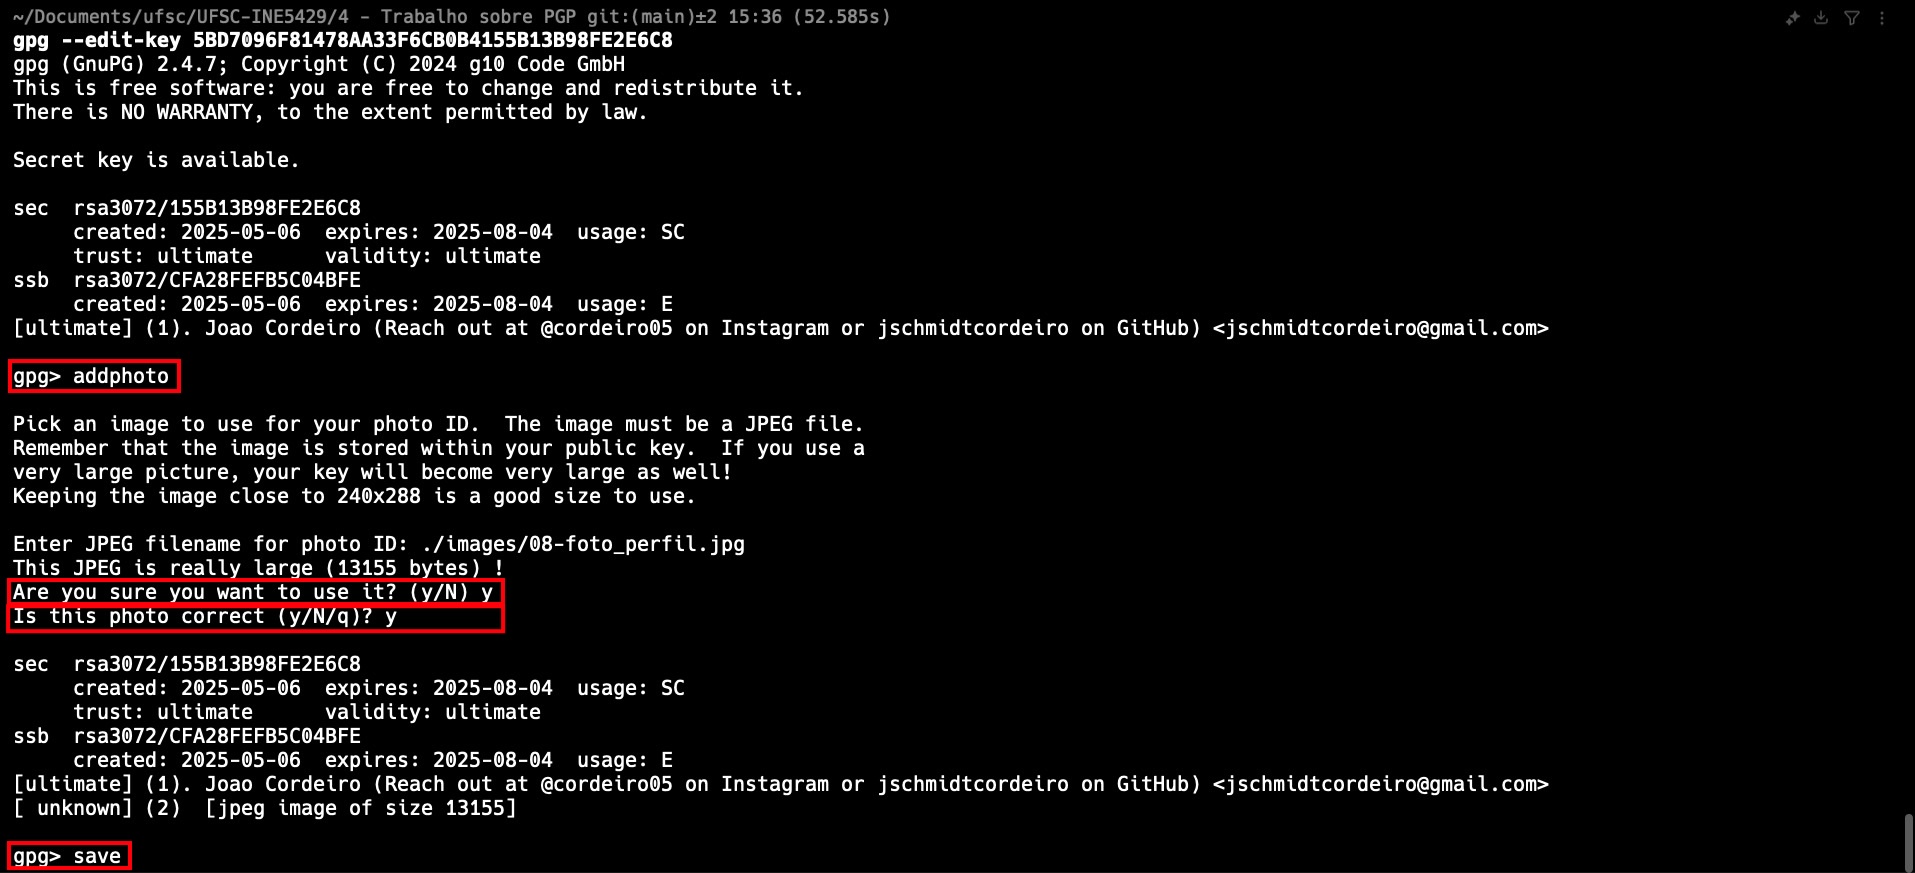 ~/Documents/ufsc/UFSC-INE5429/4 - Trabalho sobre PGP git:(main)±2 15:36 (52.585s)
gpg --edit-key 5BD7096F81478AA33F6CB0B4155B13B98FE2E6C8
gpg (GnuPG) 2.4.7; Copyright (C) 2024 g10 Code GmbH
This is free software: you are free to change and redistribute it.
There is NO WARRANTY, to the extent permitted by law.

Secret key is available.

sec  rsa3072/155B13B98FE2E6C8
     created: 2025-05-06  expires: 2025-08-04  usage: SC
     trust: ultimate      validity: ultimate
ssb  rsa3072/CFA28FEFB5C04BFE
     created: 2025-05-06  expires: 2025-08-04  usage: E
[ultimate] (1). Joao Cordeiro (Reach out at @cordeiro05 on Instagram or jschmidtcordeiro on GitHub) <jschmidtcordeiro@gmail.com>

gpg> addphoto

Pick an image to use for your photo ID.  The image must be a JPEG file.
Remember that the image is stored within your public key.  If you use a
very large picture, your key will become very large as well!
Keeping the image close to 240x288 is a good size to use.

Enter JPEG filename for photo ID: ./images/08-foto_perfil.jpg
This JPEG is really large (13155 bytes) !
Are you sure you want to use it? (y/N) y
Is this photo correct (y/N/q)? y

sec  rsa3072/155B13B98FE2E6C8
     created: 2025-05-06  expires: 2025-08-04  usage: SC
     trust: ultimate      validity: ultimate
ssb  rsa3072/CFA28FEFB5C04BFE
     created: 2025-05-06  expires: 2025-08-04  usage: E
[ultimate] (1). Joao Cordeiro (Reach out at @cordeiro05 on Instagram or jschmidtcordeiro on GitHub) <jschmidtcordeiro@gmail.com>
[ unknown] (2)  [jpeg image of size 13155]

gpg> save